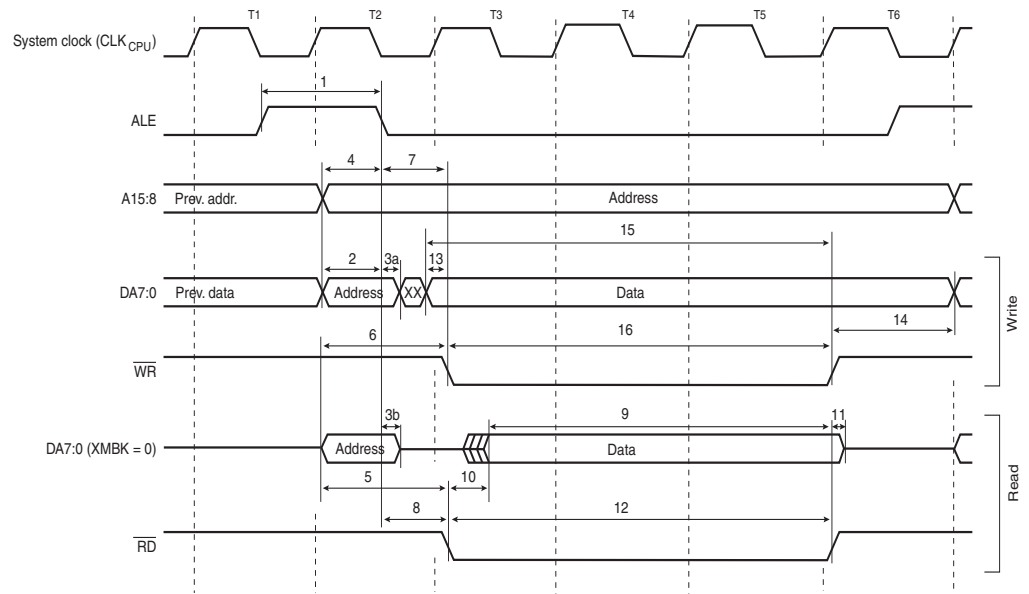 T1 T2 T3 T4 T5 T6
System clock (CLK CPU)
1
ALE
4 7
A15:8 Prev. addr. Address
15
2 3a 13
DA7:0 Prev. data Address XX Data
14
6 16
WR
Write
3b 9 11
DA7:0 (XMBK = 0) Address Data
5 10
8 12
RD
Read